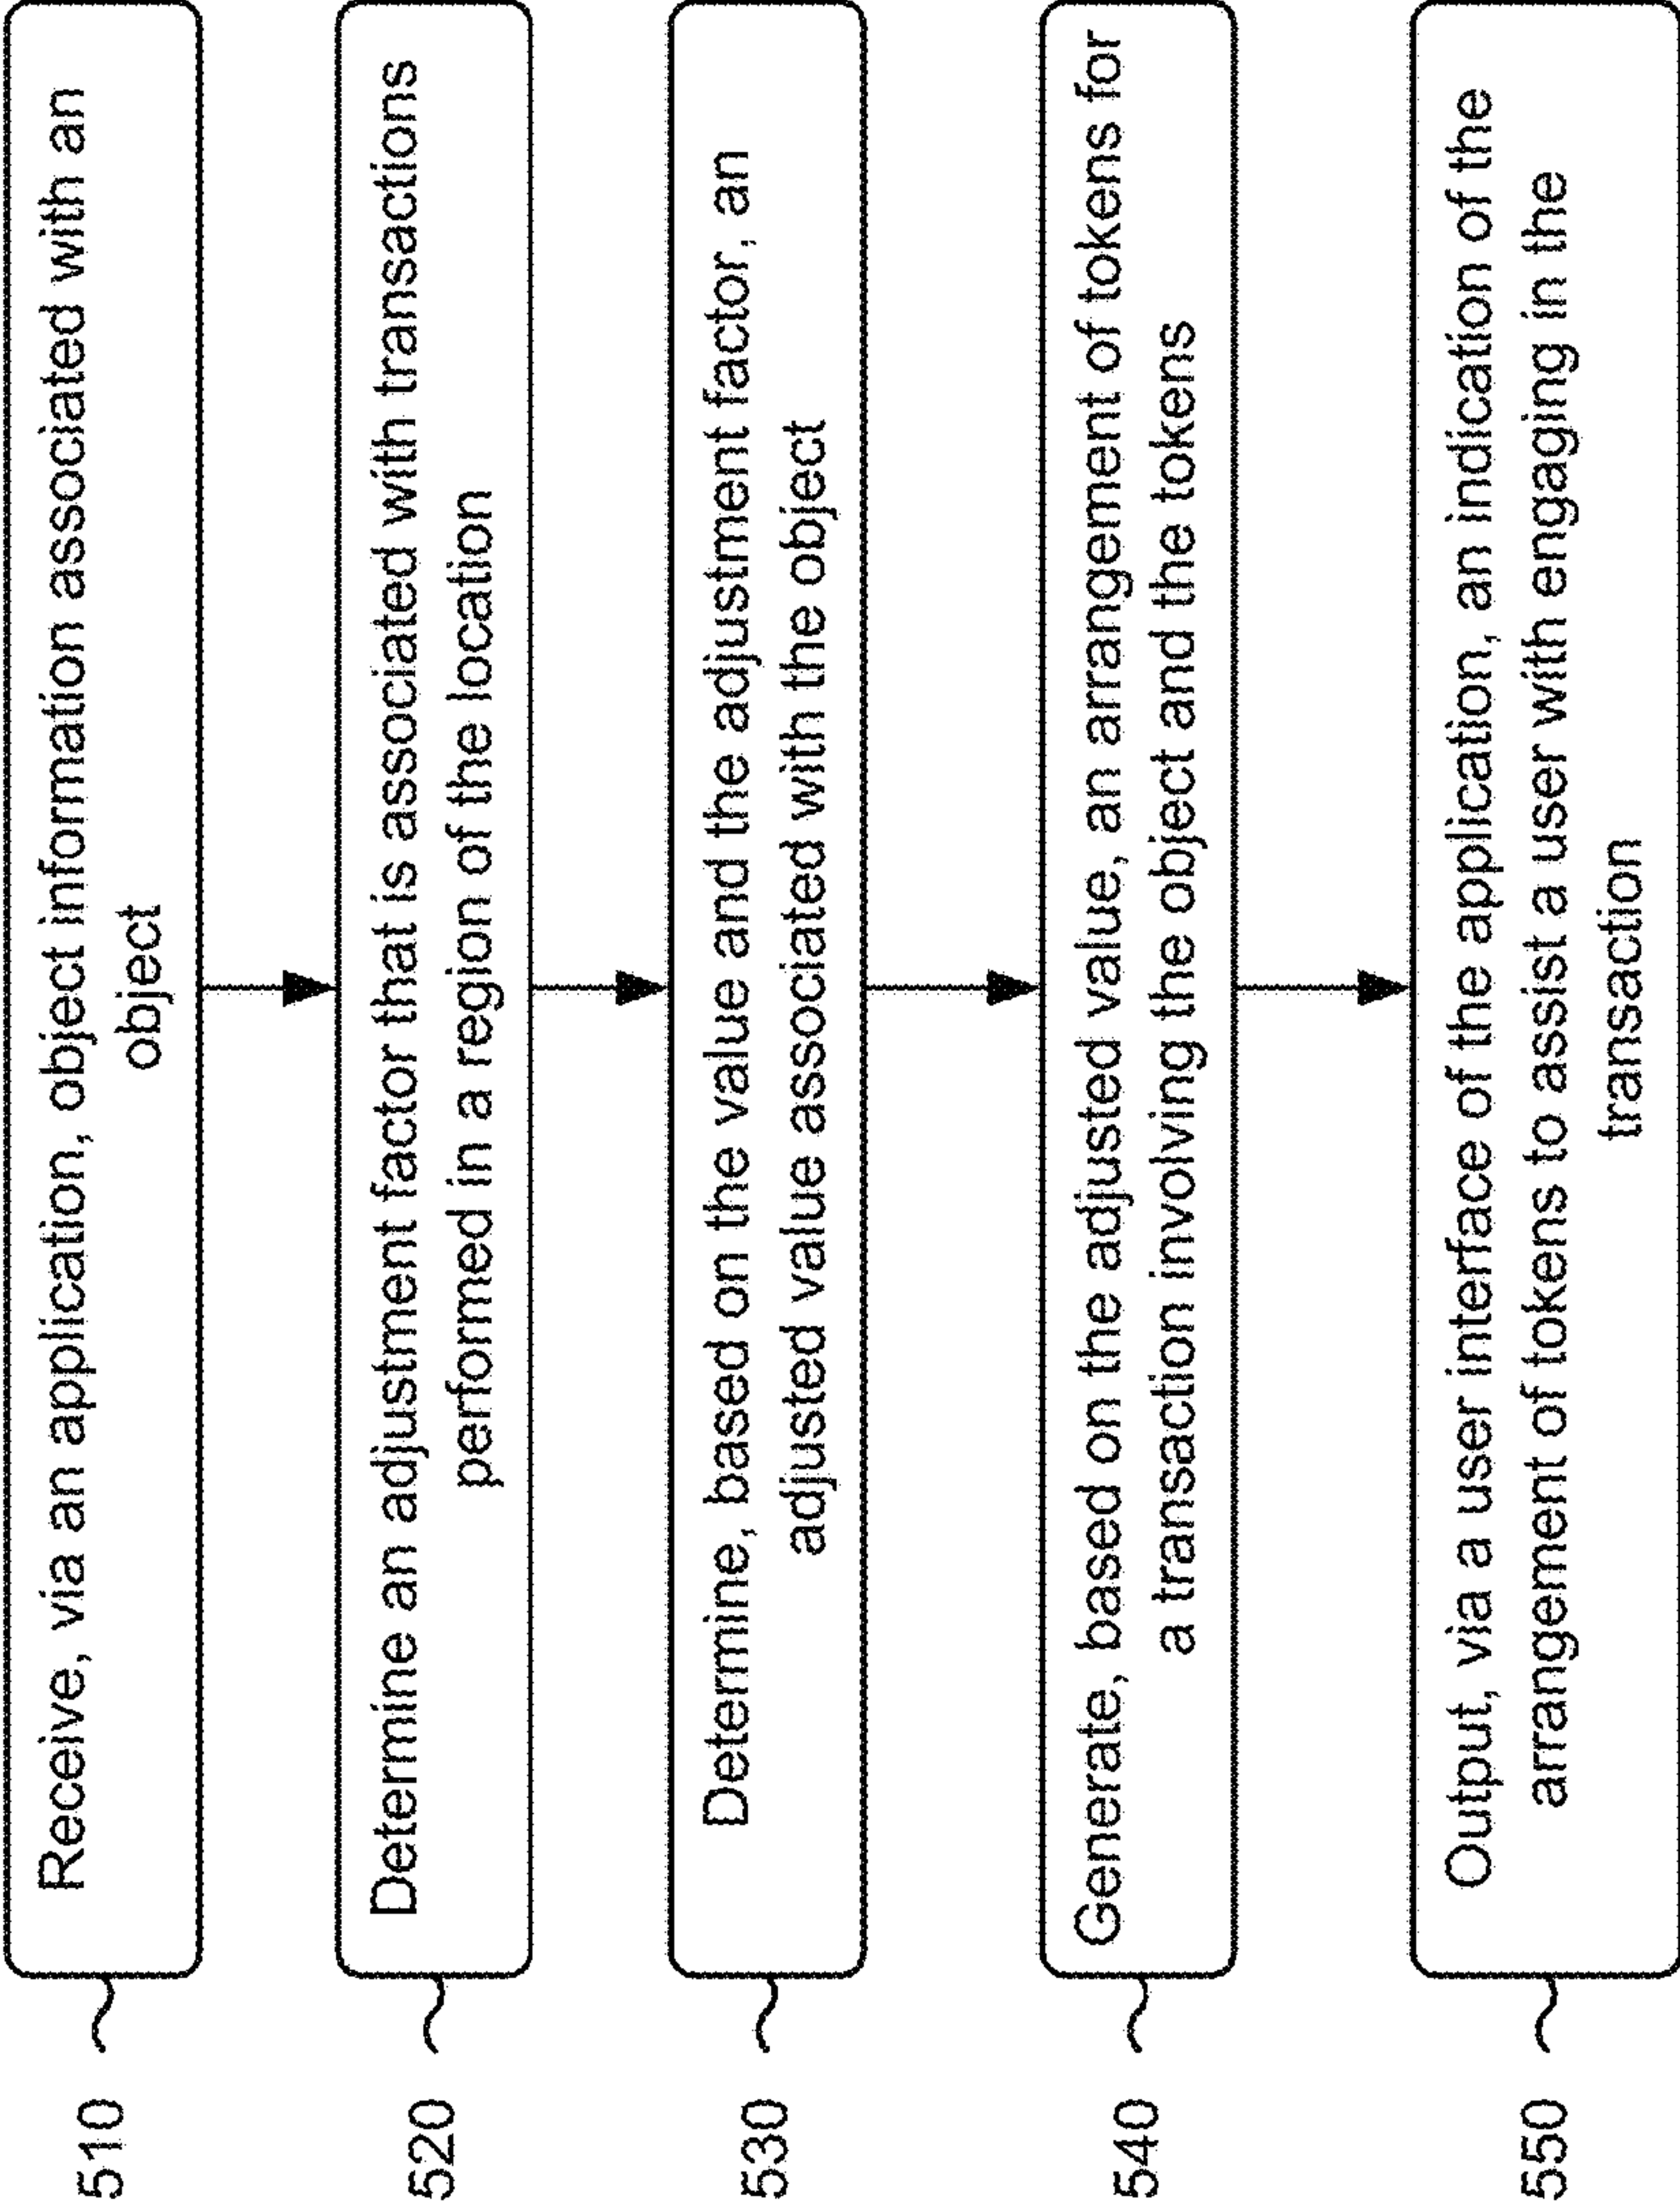 510
Receive, via an application, object information associated with an
object
520
Determine an adjustment factor that is associated with transactions
performed in a region of the location
530
Determine, based on the value and the adjustment factor, an
adjusted value associated with the object
540
Generate, based on the adjusted value, an arrangement of tokens for
a transaction involving the object and the tokens
550
Output, via a user interface of the application, an indication of the
arrangement of tokens to assist a user with engaging in the
transaction